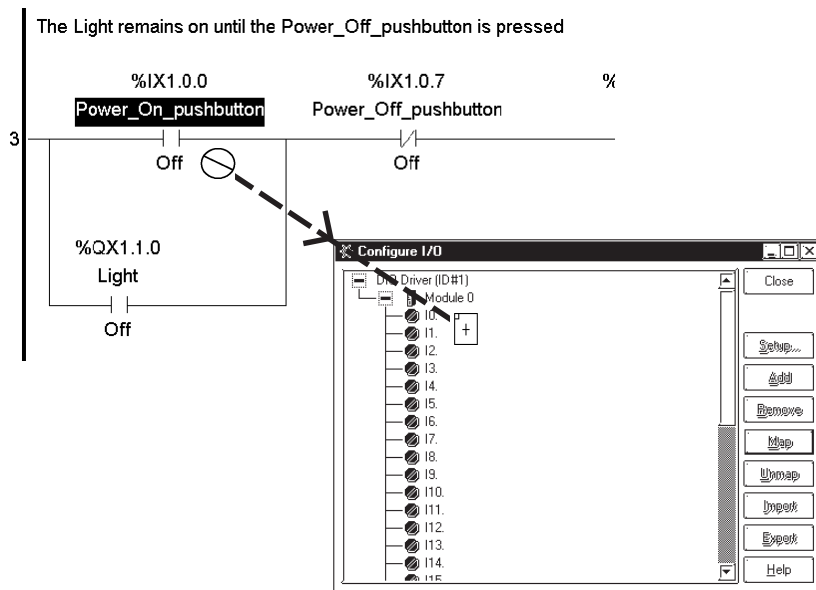 The Light remains on until the Power_Off_pushbutton is pressed
%IX1.0.0
%IX1.0.7
%
Power_On_pushbutton
Power_Off_pushbutton
3
Off
Off
%QX1.1.0
Light
Off
Configure I/O
DIO Driver (ID#1)
Module 0
I0.
I1.
I2.
I3.
I4.
I5.
I6.
I7.
I8.
I9.
I10.
I11.
I12.
I13.
I14.
I15.
Close
Setup...
Add
Remove
Map
Unmap
Import
Export
Help